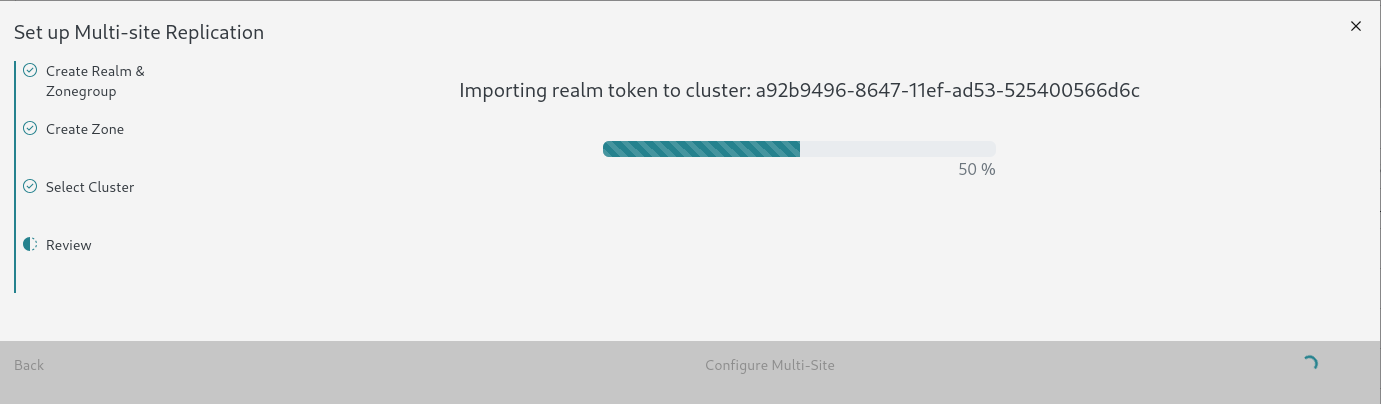 Set up Multi-site Replication
Create Realm &
Zonegroup
Create Zone
Select Cluster
Review
Importing realm token to cluster: a92b9496-8647-11ef-ad53-525400566d6c
50 %
Back
Configure Multi-Site